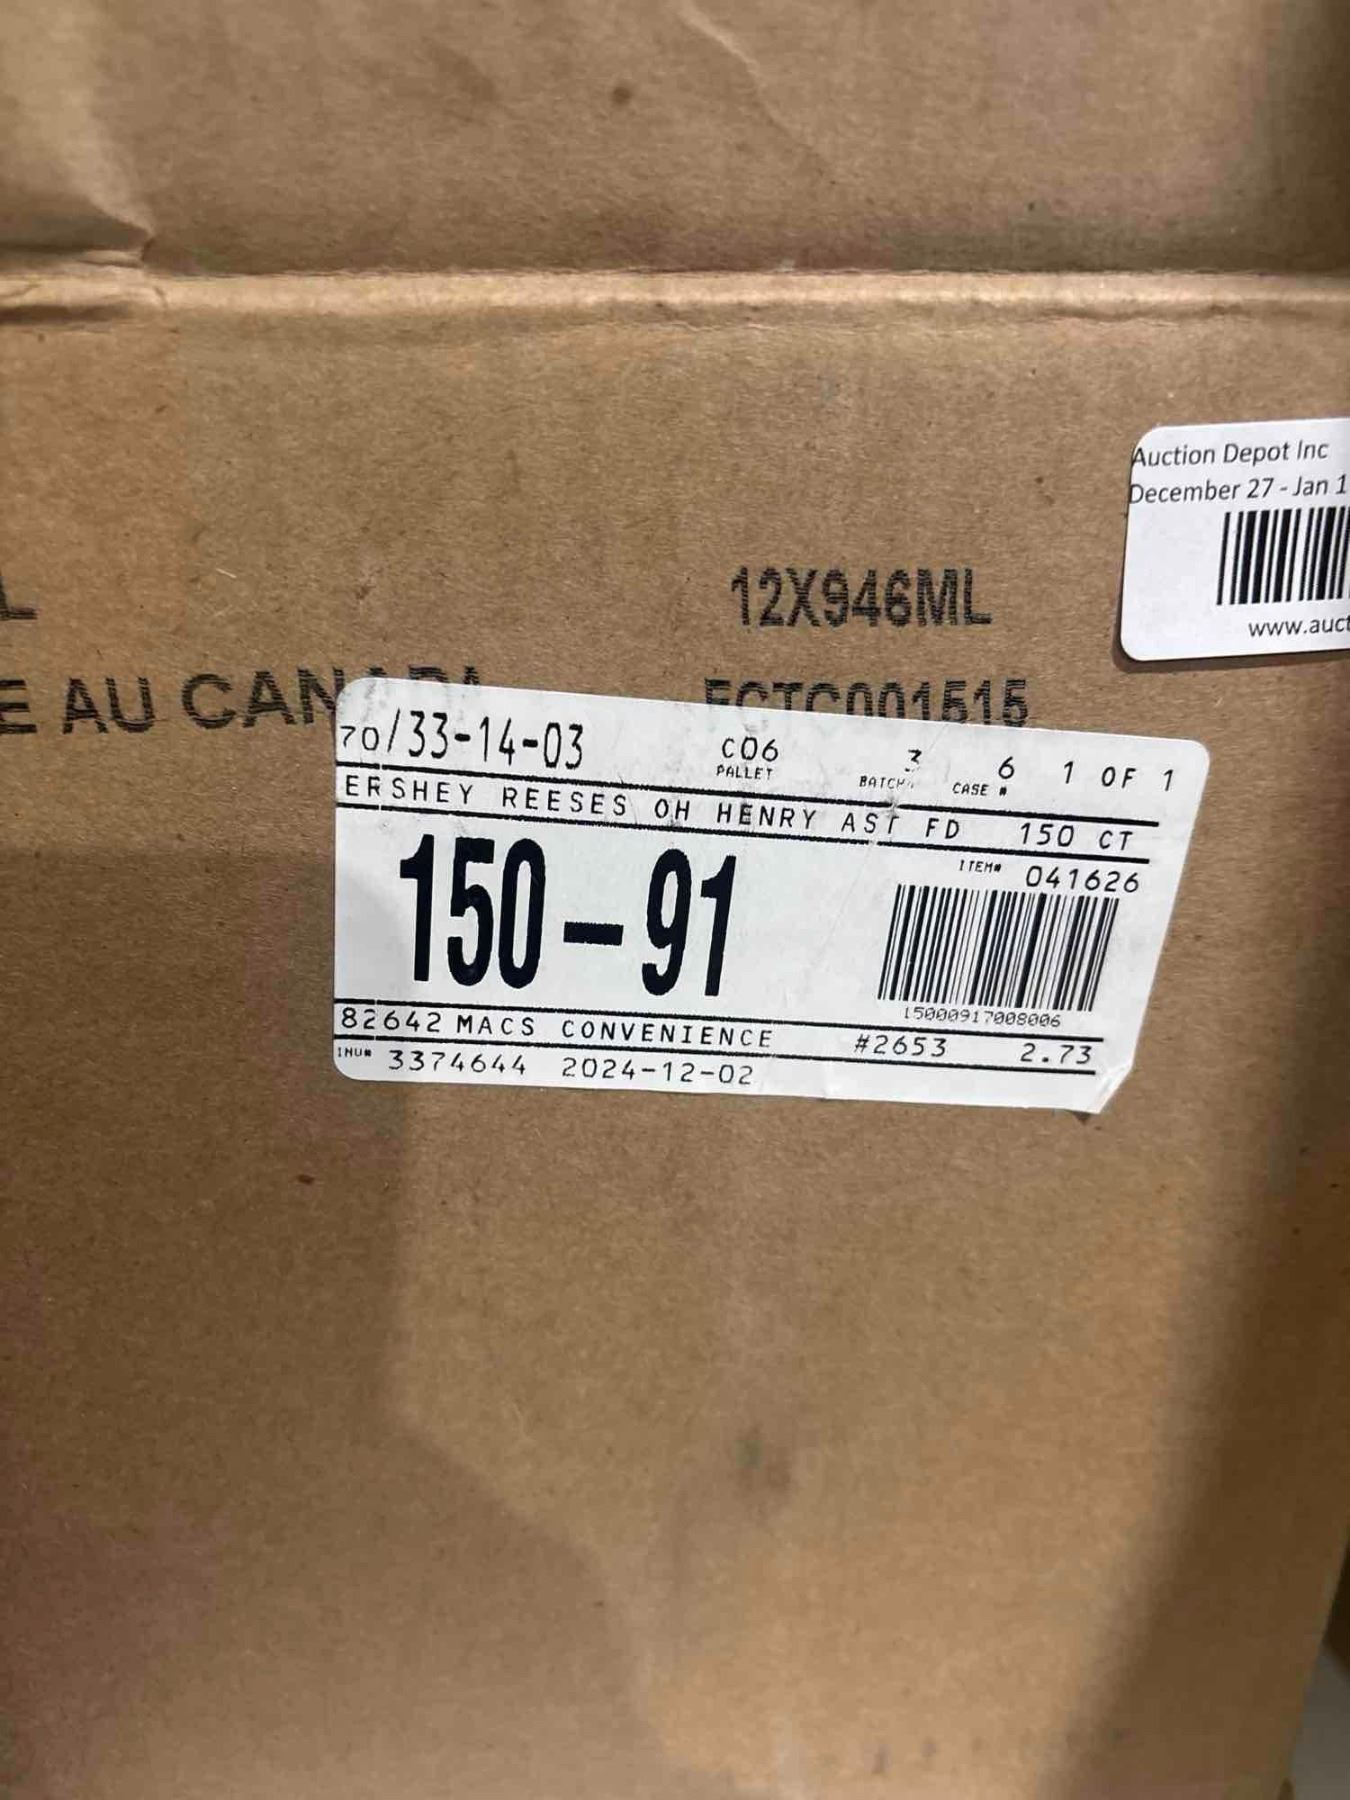 Auction Depot Inc
December 27 - Jan 1
www.auct
12X946ML
L
E AU CANADA
ECTC001515
70/33-14-03 C06 3 6 1 OF 1
PALLET BATCH# CASE #
ERSHEY REESES OH HENRY AST FD 150 CT
ITEM# 041626
150-91
15000917008006
82642 MACS CONVENIENCE #2653 2.73
INV# 3374644 2024-12-02